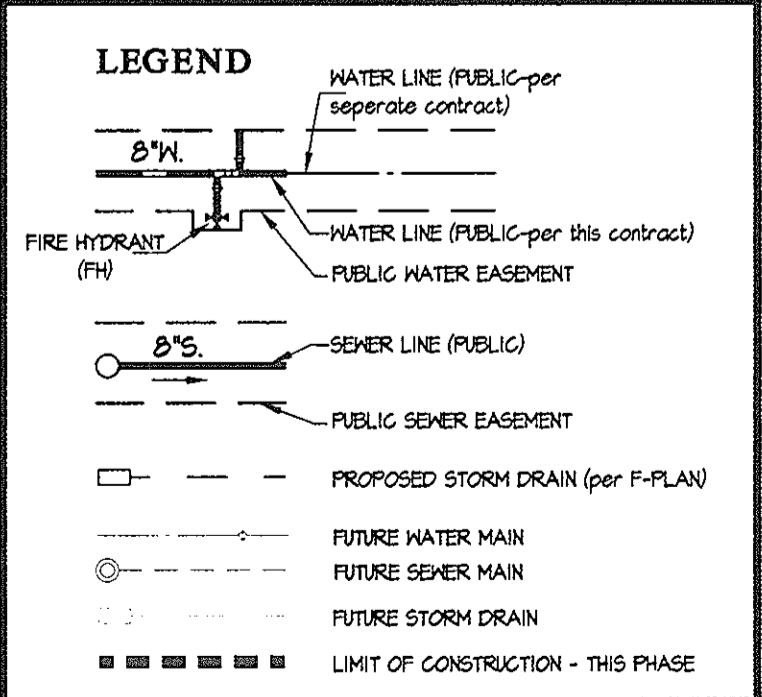 LEGEND
WATER LINE (PUBLIC-per
seperate contract)
8"W.
FIRE HYDRANT
(FH)
WATER LINE (PUBLIC-per this contract)
PUBLIC WATER EASEMENT
8"S.
SEWER LINE (PUBLIC)
PUBLIC SEWER EASEMENT
PROPOSED STORM DRAIN (per F-PLAN)
FUTURE WATER MAIN
FUTURE SEWER MAIN
FUTURE STORM DRAIN
LIMIT OF CONSTRUCTION - THIS PHASE